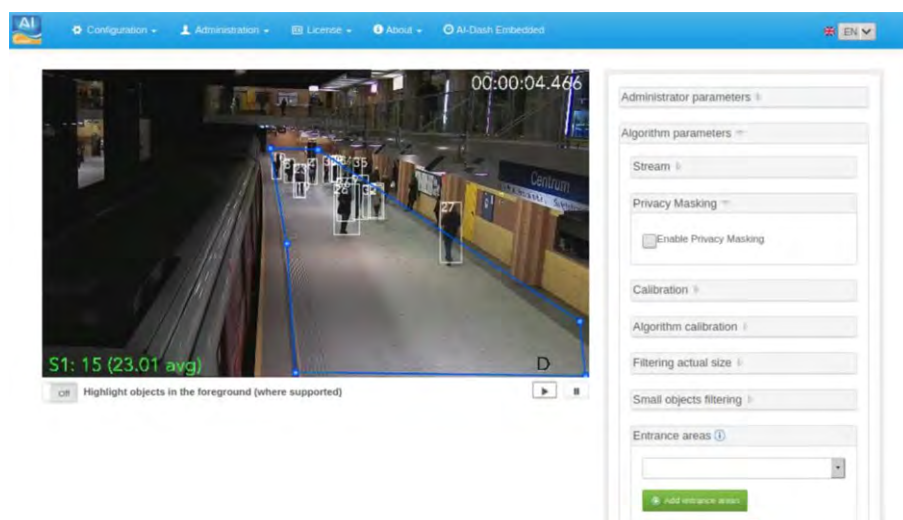 AI
Configuration
Administration
License
About
AI-Dash Embedded
EN
00:00:04.466
Centrum
27
S1: 15 (23.01 avg)
D
Off
Highlight objects in the foreground (where supported)
Administrator parameters
Algorithm parameters
Stream
Privacy Masking
Enable Privacy Masking
Calibration
Algorithm calibration
Filtering actual size
Small objects filtering
Entrance areas
Add entrance areas